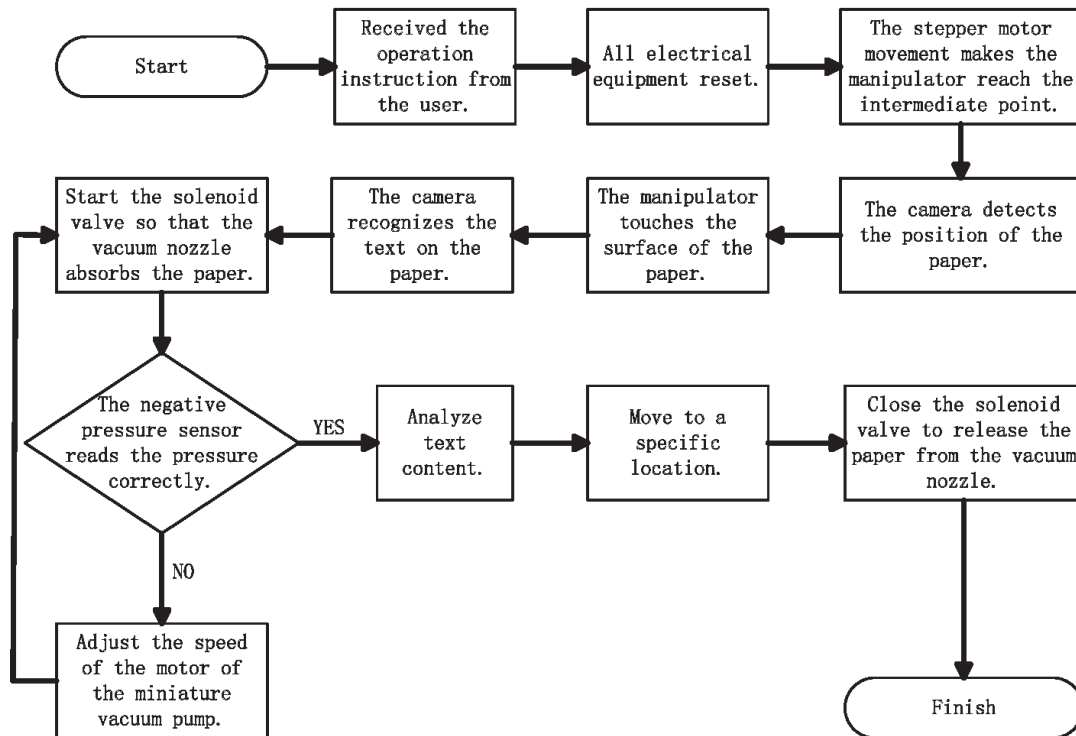 Start
Received the
operation
instruction from
the user.
All electrical
equipment reset.
The stepper motor
movement makes the
manipulator reach the
intermediate point.
The camera detects
the position of the
paper.
The manipulator
touches the
surface of the
paper.
The camera
recognizes the
text on the
paper.
Start the solenoid
valve so that the
vacuum nozzle
absorbs the paper.
The negative
pressure sensor
reads the pressure
correctly.
YES
Analyze
text
content.
Move to a
specific
location.
Close the solenoid
valve to release the
paper from the vacuum
nozzle.
NO
Adjust the speed
of the motor of
the miniature
vacuum pump.
Finish